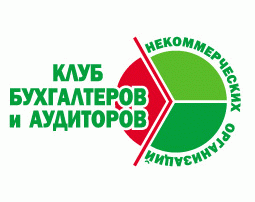 КЛУБ
БУХГАЛТЕРОВ
и АУДИТОРОВ
НЕКОММЕРЧЕСКИХ ОРГАНИЗАЦИЙ